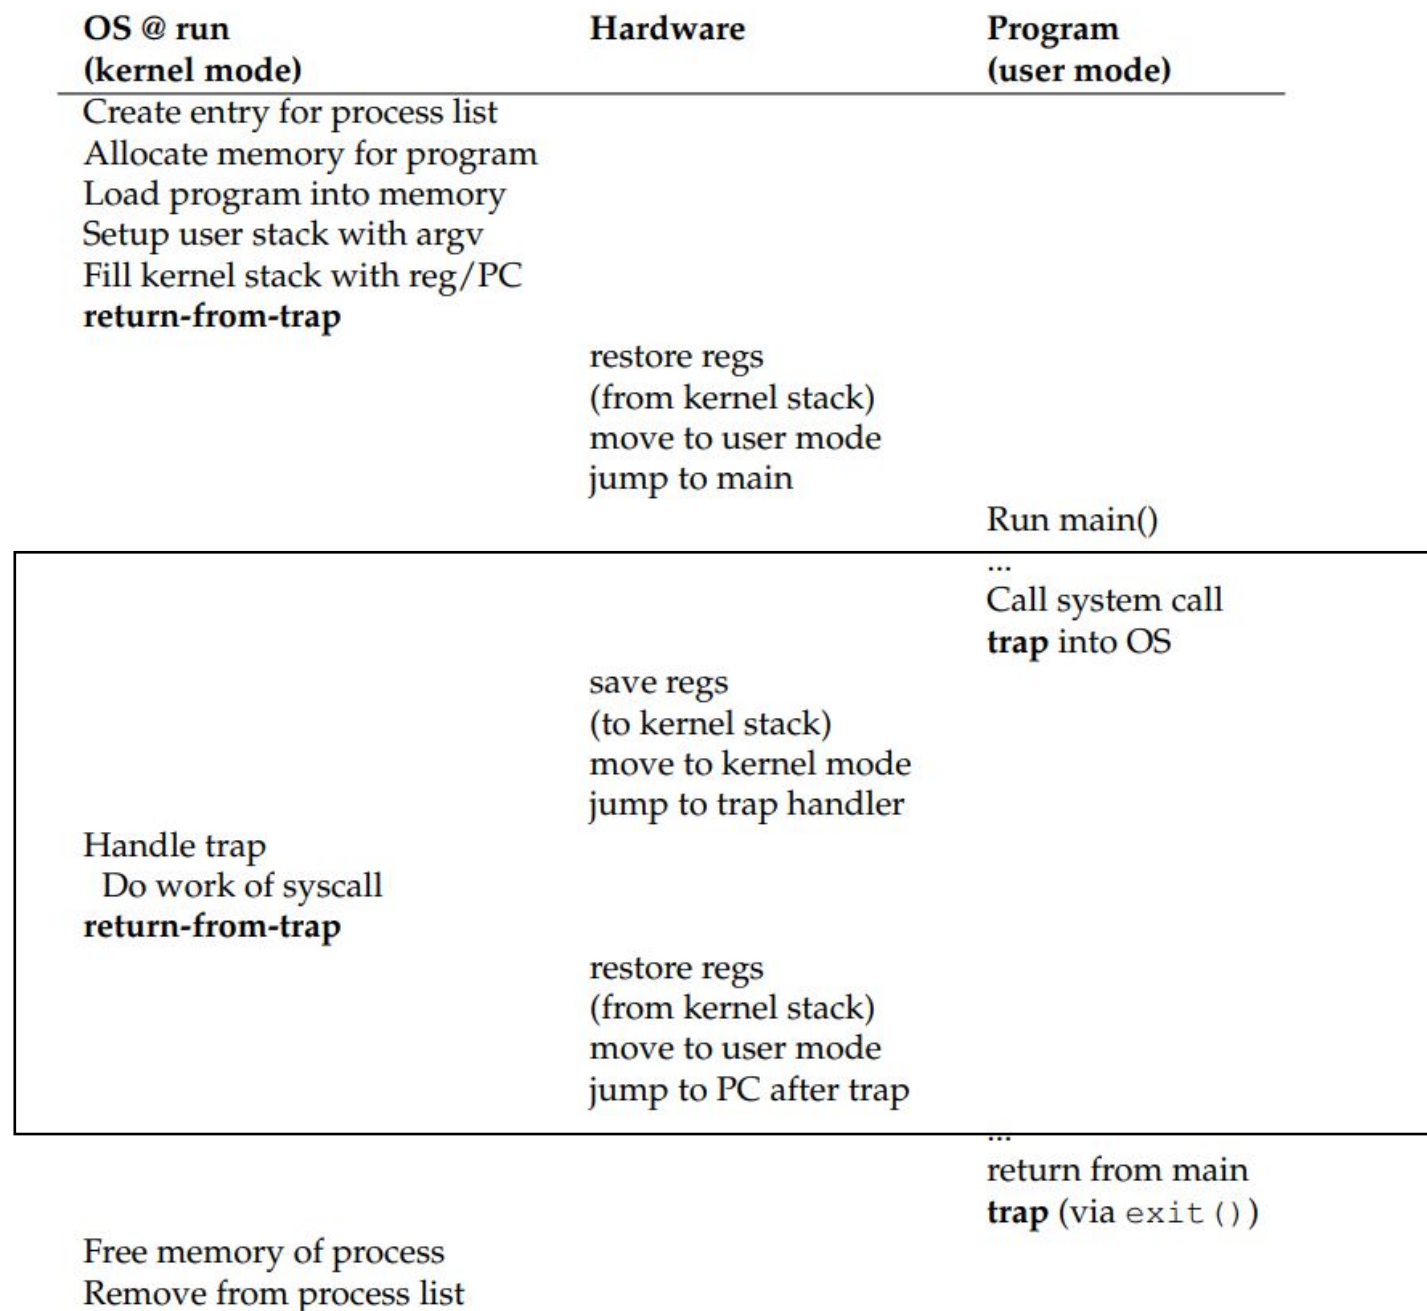 OS @ run Hardware Program
(kernel mode) (user mode)
Create entry for process list
Allocate memory for program
Load program into memory
Setup user stack with argv
Fill kernel stack with reg/PC
return-from-trap
restore regs
(from kernel stack)
move to user mode
jump to main
Run main()
...
Call system call
trap into OS
save regs
(to kernel stack)
move to kernel mode
jump to trap handler
Handle trap
Do work of syscall
return-from-trap
restore regs
(from kernel stack)
move to user mode
jump to PC after trap
...
return from main
trap (via exit())
Free memory of process
Remove from process list